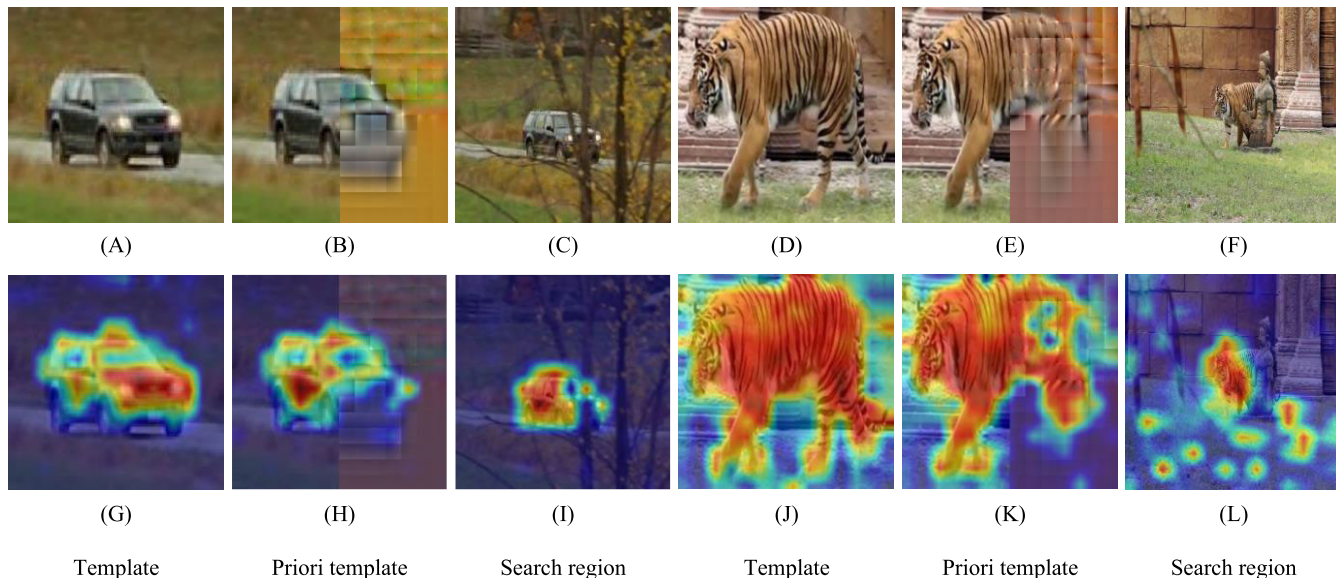 (A) (B) (C) (D) (E) (F)
(G) (H) (I) (J) (K) (L)
Template Priori template Search region Template Priori template Search region